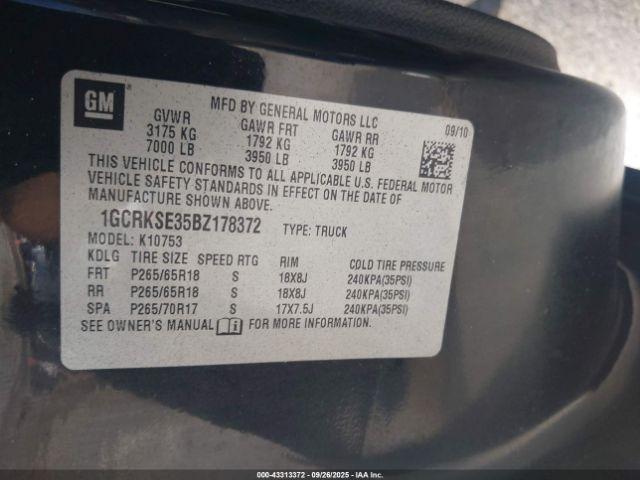 GM
MFD BY GENERAL MOTORS LLC
GVWR GAWR FRT GAWR RR 09/10
3175 KG 1792 KG 1792 KG
7000 LB 3950 LB 3950 LB
THIS VEHICLE CONFORMS TO ALL APPLICABLE U.S. FEDERAL MOTOR
VEHICLE SAFETY STANDARDS IN EFFECT ON THE DATE OF
MANUFACTURE SHOWN ABOVE.
1GCRKSE35BZ178372 TYPE: TRUCK
MODEL: K10753
KDLG TIRE SIZE SPEED RTG RIM COLD TIRE PRESSURE
FRT P265/65R18 S 18X8J 240KPA(35PSI)
RR P265/65R18 S 18X8J 240KPA(35PSI)
SPA P265/70R17 S 17X7.5J 240KPA(35PSI)
SEE OWNER'S MANUAL FOR MORE INFORMATION.
000-43313372 - 09/26/2025 - IAA Inc.